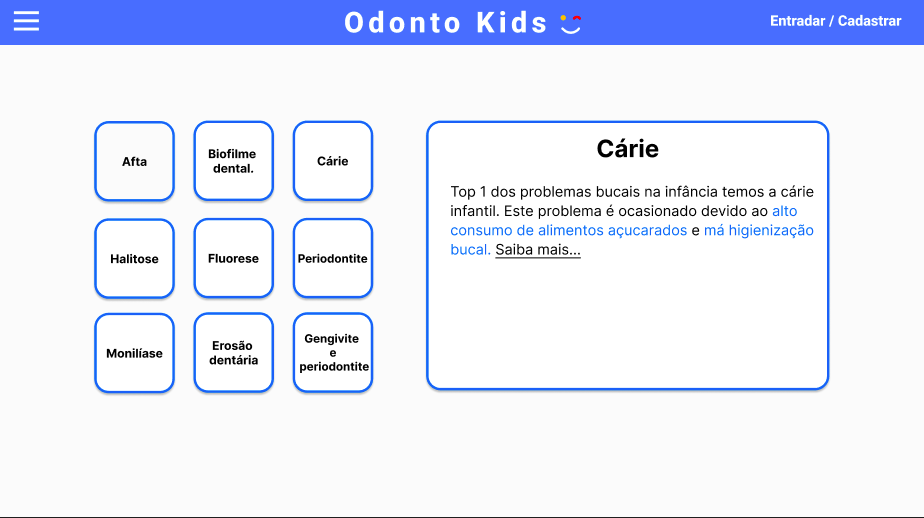 Odonto Kids
Entradar / Cadastrar
Afta
Biofilme
dental.
Cárie
Halitose
Fluorese
Periodontite
Monilíase
Erosão
dentária
Gengivite
e
periodontite
Cárie
Top 1 dos problemas bucais na infância temos a cárie
infantil. Este problema é ocasionado devido ao alto
consumo de alimentos açucarados e má higienização
bucal. Saiba mais...